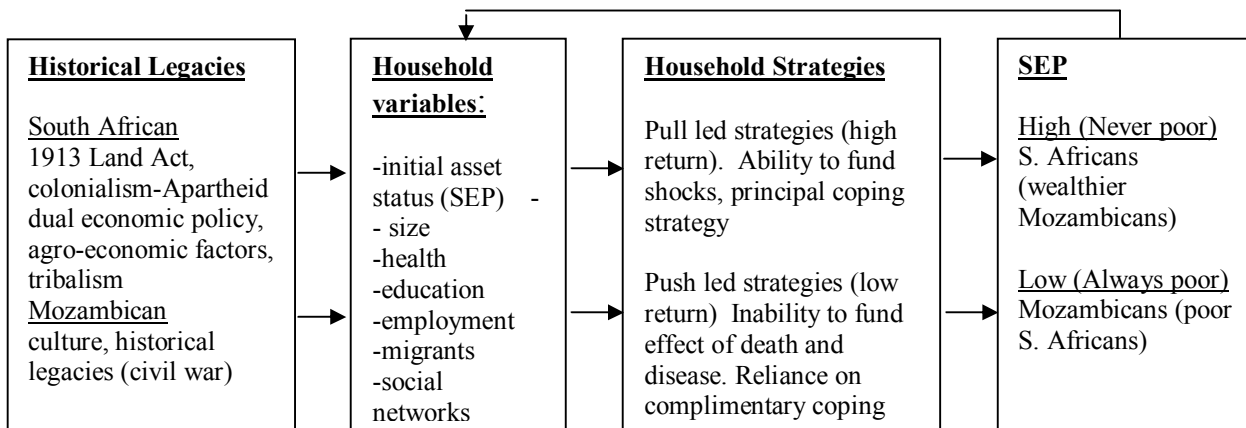 Historical Legacies
South African
1913 Land Act,
colonialism-Apartheid
dual economic policy,
agro-economic factors,
tribalism
Mozambican
culture, historical
legacies (civil war)
Household
variables:
-initial asset
status (SEP) -
- size
-health
-education
-employment
-migrants
-social
networks
Household Strategies
Pull led strategies (high
return). Ability to fund
shocks, principal coping
strategy
Push led strategies (low
return) Inability to fund
effect of death and
disease. Reliance on
complimentary coping
SEP
High (Never poor)
S. Africans
(wealthier
Mozambicans)
Low (Always poor)
Mozambicans (poor
S. Africans)